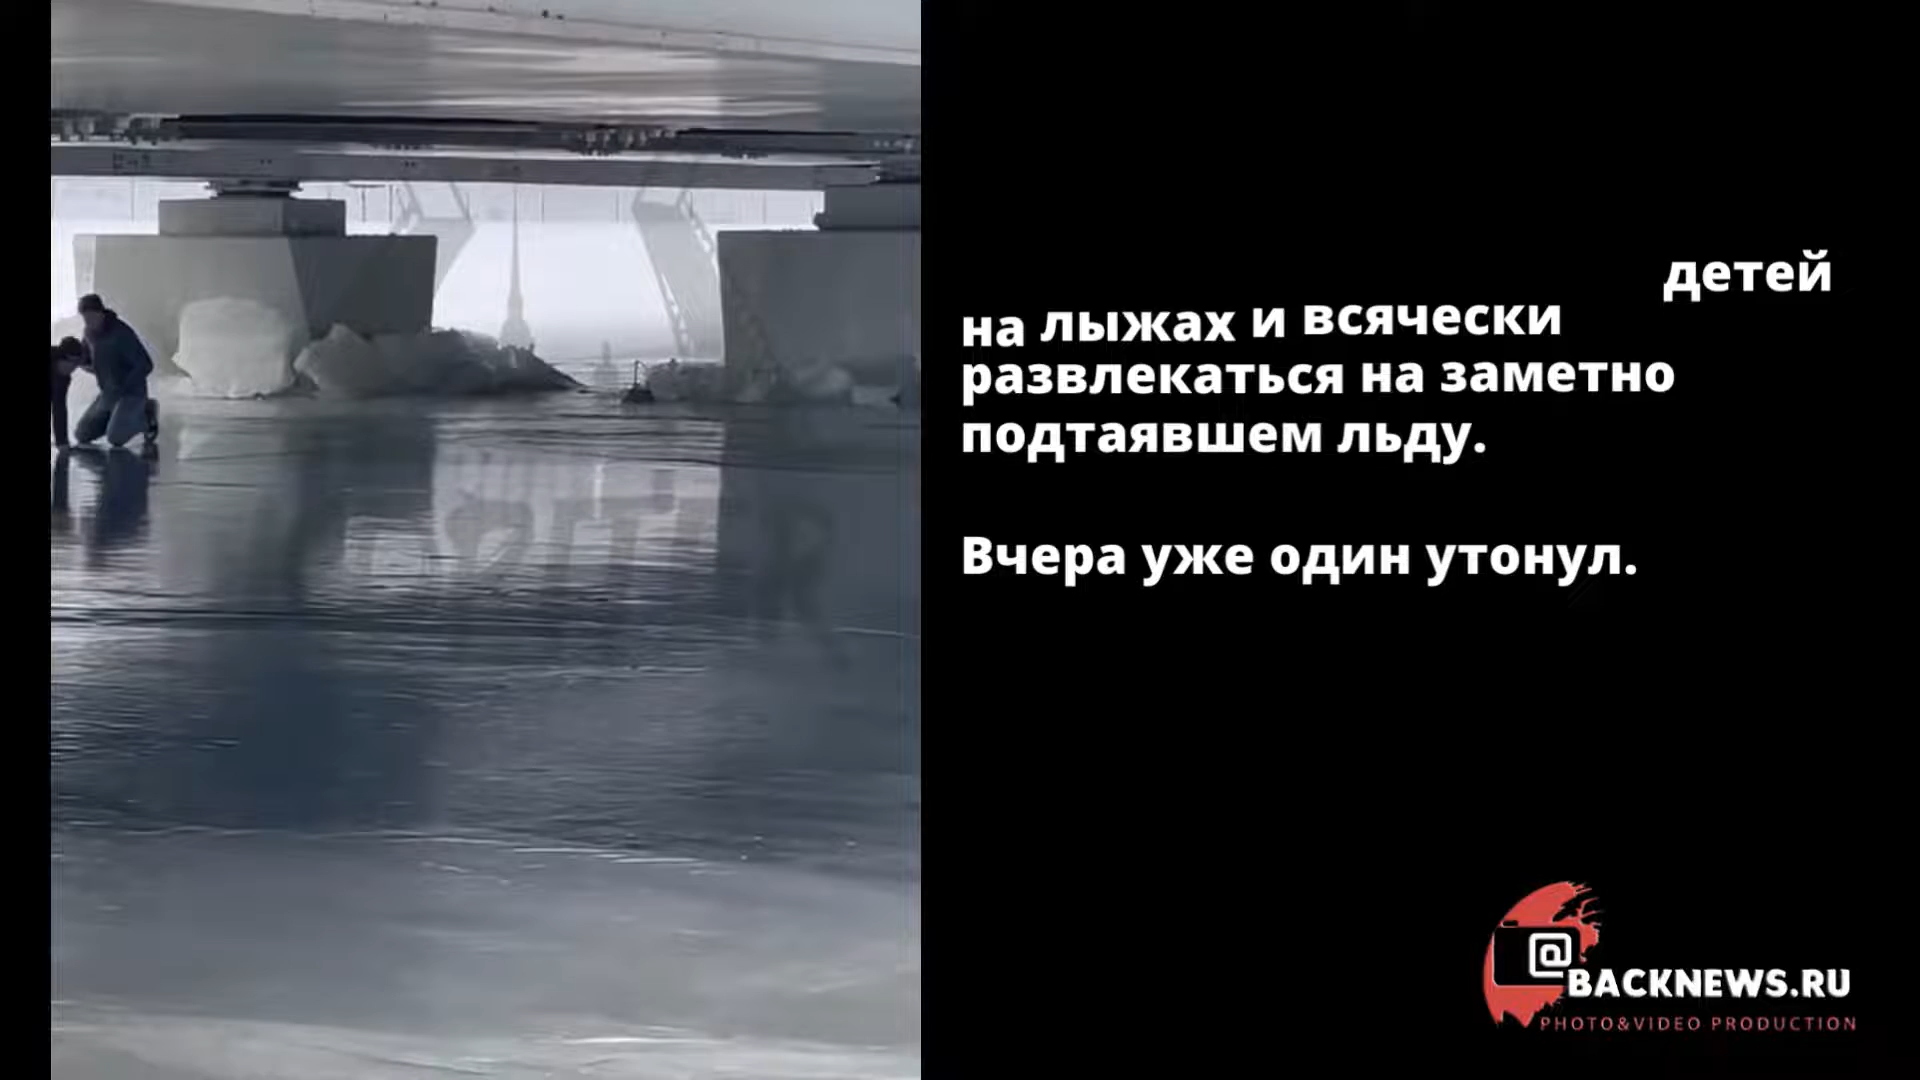 детей
на лыжах и всячески
развлекаться на заметно
подтаявшем льду.
Вчера уже один утонул.
@BACKNEWS.RU
PHOTO&VIDEO PRODUCTION